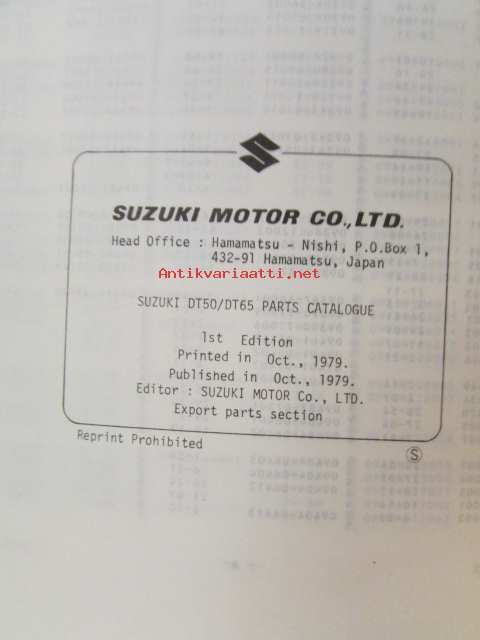 SUZUKI MOTOR CO., LTD.
Head Office : Hamamatsu - Nishi, P.O.Box 1,
432-91 Hamamatsu, Japan
Antikvariaatti.net
SUZUKI DT50/DT65 PARTS CATALOGUE
1st Edition
Printed in Oct., 1979.
Published in Oct., 1979.
Editor : SUZUKI MOTOR Co., LTD.
Export parts section
Reprint Prohibited
Ⓢ